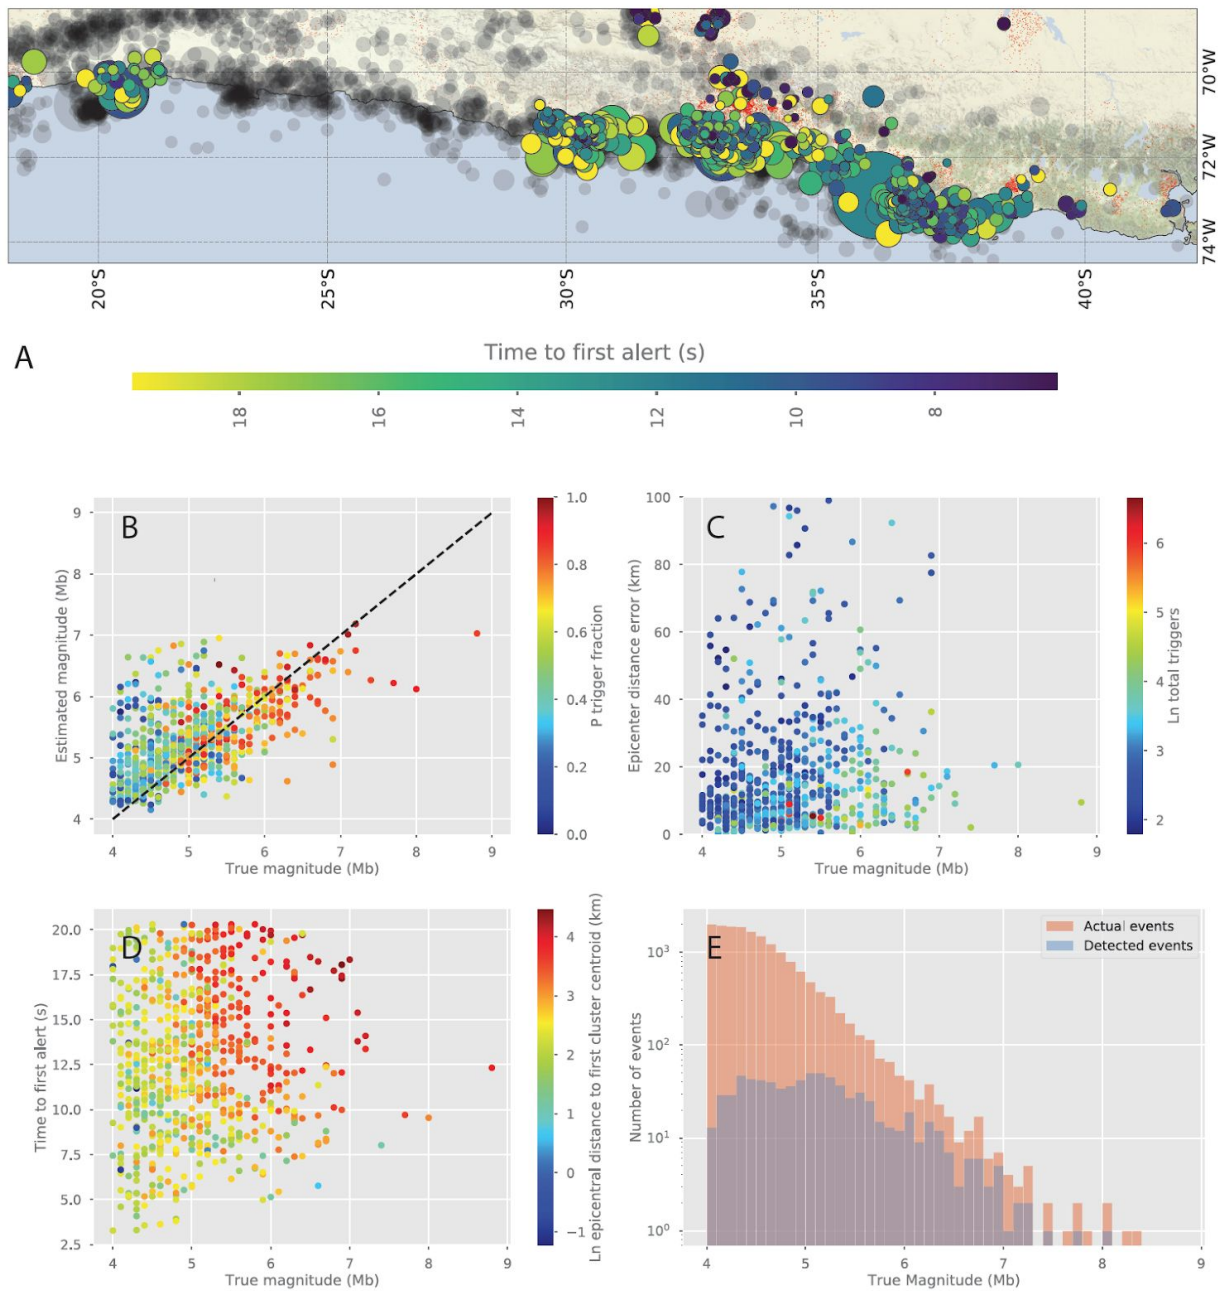 70°W
72°W
74°W
20°S
25°S
30°S
35°S
40°S
A
Time to first alert (s)
18
16
14
12
10
8
B
Estimated magnitude (Mb)
9
8
7
6
5
4
4
5
6
7
8
9
True magnitude (Mb)
1.0
0.8
0.6
0.4
0.2
0.0
P trigger fraction
C
Epicenter distance error (km)
100
80
60
40
20
0
4
5
6
7
8
9
True magnitude (Mb)
6
5
4
3
2
Ln total triggers
D
Time to first alert (s)
20.0
17.5
15.0
12.5
10.0
7.5
5.0
2.5
4
5
6
7
8
9
True magnitude (Mb)
4
3
2
1
0
−1
Ln epicentral distance to first cluster centroid (km)
E
Actual events
Detected events
Number of events
10³
10²
10¹
10⁰
4
5
6
7
8
9
True Magnitude (Mb)